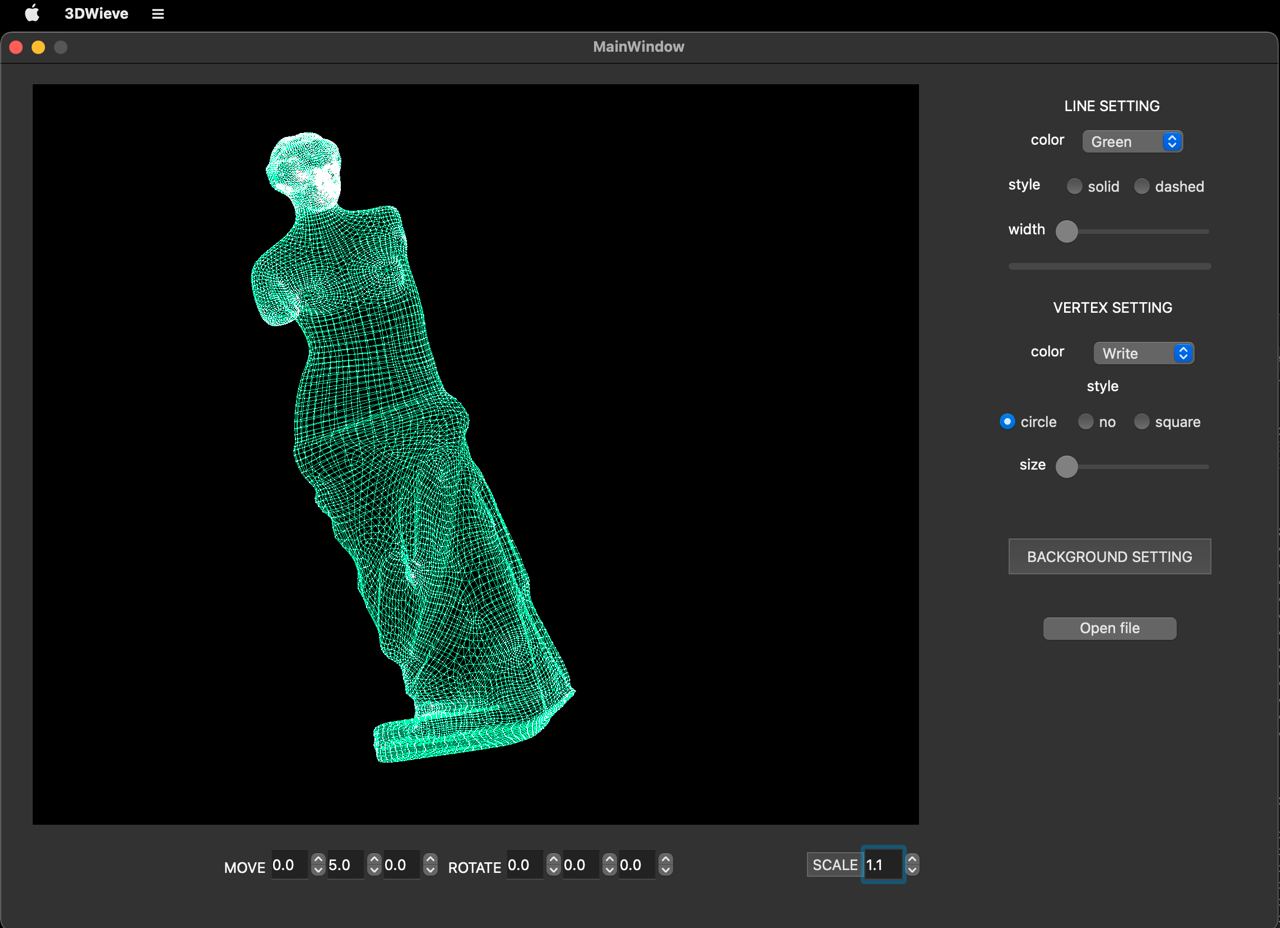 3DWieve
MainWindow
LINE SETTING
color Green
style solid dashed
width
VERTEX SETTING
color Write
style
circle no square
size
BACKGROUND SETTING
Open file
MOVE 0.0 5.0 0.0 ROTATE 0.0 0.0 0.0 SCALE 1.1